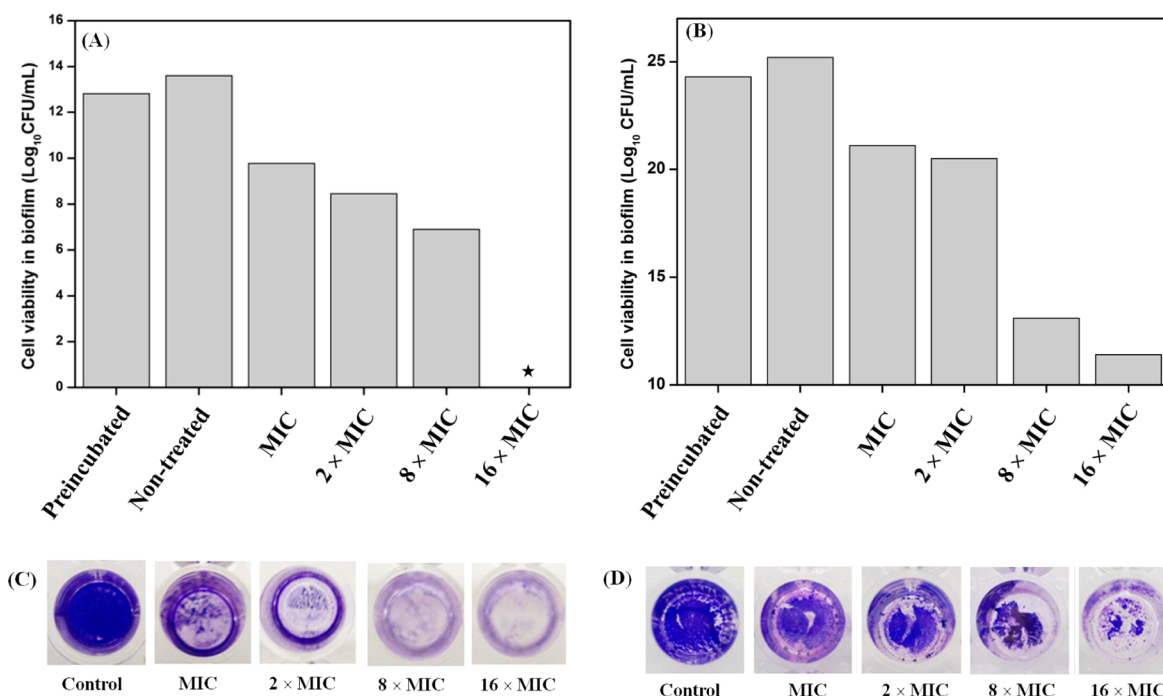 (A)
Cell viability in biofilm (Log10CFU/mL)
16
14
12
10
8
6
4
2
0
★
Preincubated
Non-treated
MIC
2 × MIC
8 × MIC
16 × MIC
(B)
Cell viability in biofilm (Log10 CFU/mL)
25
20
15
10
Preincubated
Non-treated
MIC
2 × MIC
8 × MIC
16 × MIC
(C)
Control
MIC
2 × MIC
8 × MIC
16 × MIC
(D)
Control
MIC
2 × MIC
8 × MIC
16 × MIC